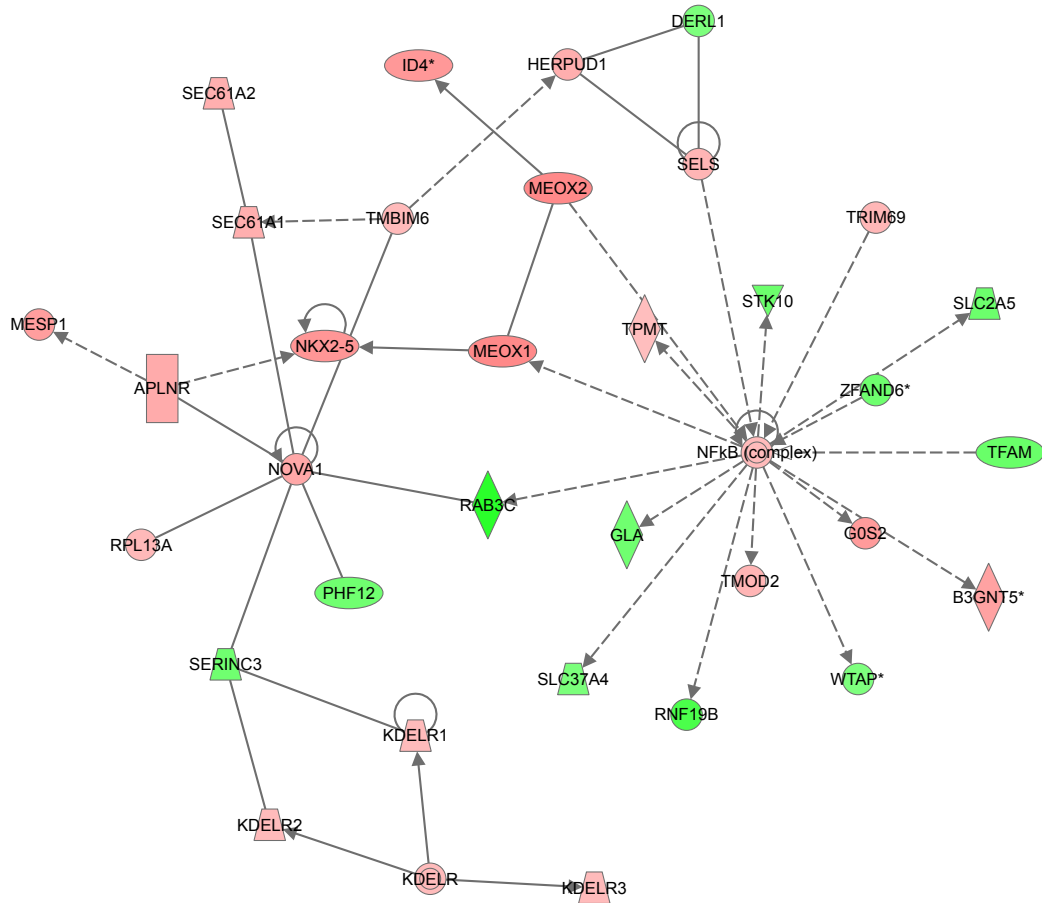 DERL1
ID4*
HERPUD1
SEC61A2
SELS
MEOX2
SEC61A1
TMBIM6
TRIM69
STK10
SLC2A5
MESP1
TPMT
NKX2-5
MEOX1
APLNR
ZFAND6*
NFkB (complex)
TFAM
NOVA1
RAB3C
GLA
G0S2
RPL13A
TMOD2
PHF12
B3GNT5*
SERINC3
SLC37A4
WTAP*
RNF19B
KDELR1
KDELR2
KDELR
KDELR3